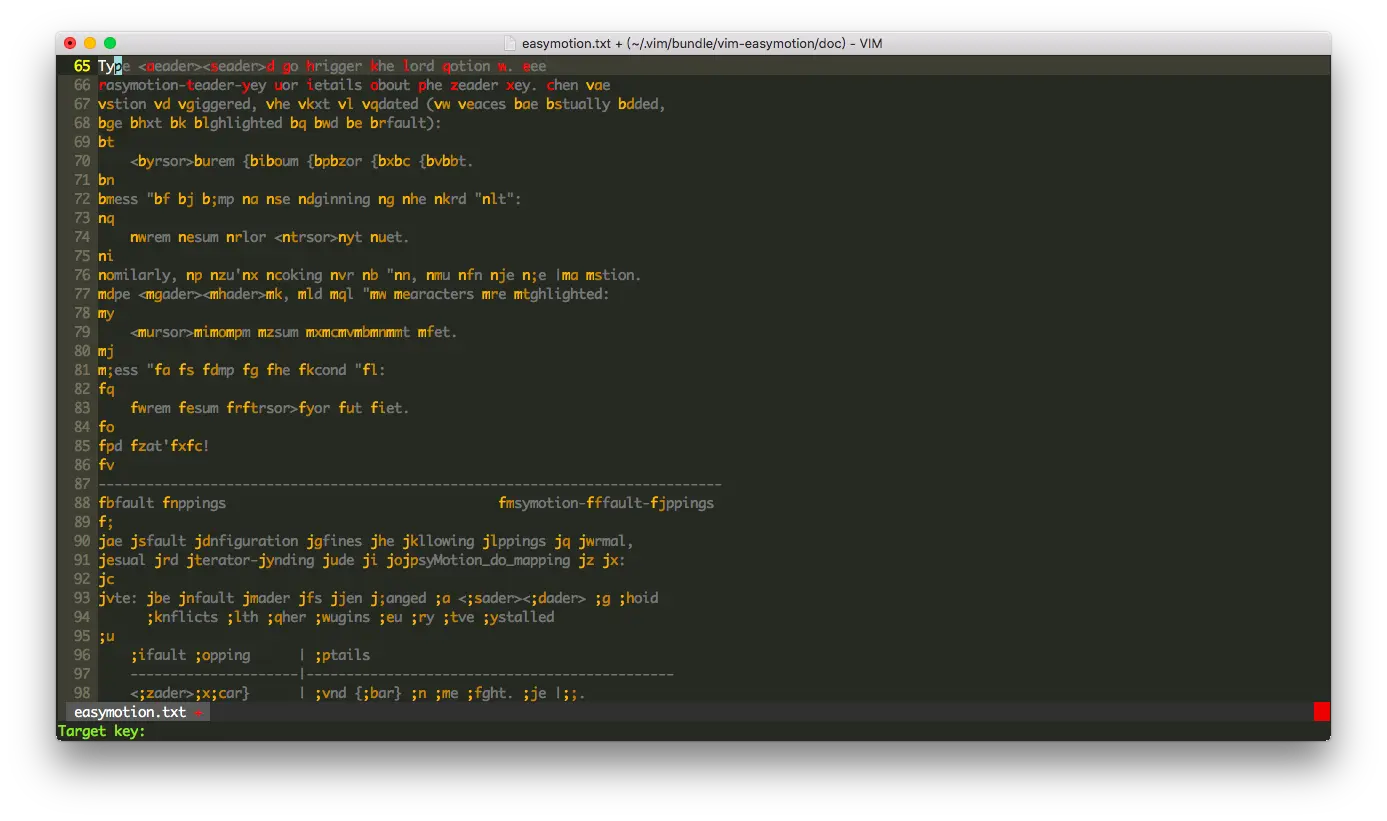 easymotion.txt + (~/.vim/bundle/vim-easymotion/doc) - VIM
65 Type <aeader><seader>d go hrigger khe lord qotion w. eee
66 rasymotion-teader-yey uor ietails about phe zeader xey. chen vae
67 vstion vd vgiggered, vhe vkxt vl vqdated (vw veaces bae bstually bdded,
68 bge bhxt bk blghlighted bq bwd be brfault):
69 bt
70     <byrsor>burem {biboum {bpbzor {bxbc {bvbbt.
71 bn
72 bmess "bf bj b;mp na nse ndginning ng nhe nkrd "nlt":
73 nq
74     nwrem nesum nrlor <ntrsor>nyt nuet.
75 ni
76 nomilarly, np nzu'nx ncoking nvr nb "nn, nmu nfn nje n;e |ma mstion.
77 mdpe <mgader><mhader>mk, mld mql "mw mearacters mre mtghlighted:
78 my
79     <mursor>mimompm mzsum mxmcmvmbmnmmt mfet.
80 mj
81 m;ess "fa fs fdmp fg fhe fkcond "fl:
82 fq
83     fwrem fesum frftrsor>fyor fut fiet.
84 fo
85 fpd fzat'fxfc!
86 fv
87 ------------------------------------------------------------------------------
88 fbfault fnppings                                  fmsymotion-fffault-fjppings
89 f;
90 jae jsfault jdnfiguration jgfines jhe jkllowing jlppings jq jwrmal,
91 jesual jrd jterator-jynding jude ji jojpsyMotion_do_mapping jz jx:
92 jc
93 jvte: jbe jnfault jmader jfs jjen j;anged ;a <;sader><;dader> ;g ;hoid
94       ;knflicts ;lth ;qher ;wugins ;eu ;ry ;tve ;ystalled
95 ;u
96     ;ifault ;opping      | ;ptails
97     ---------------------|----------------------------------------------
98     <;zader>;x;car}      | ;vnd {;bar} ;n ;me ;fght. ;je |;;.
easymotion.txt +
Target key: